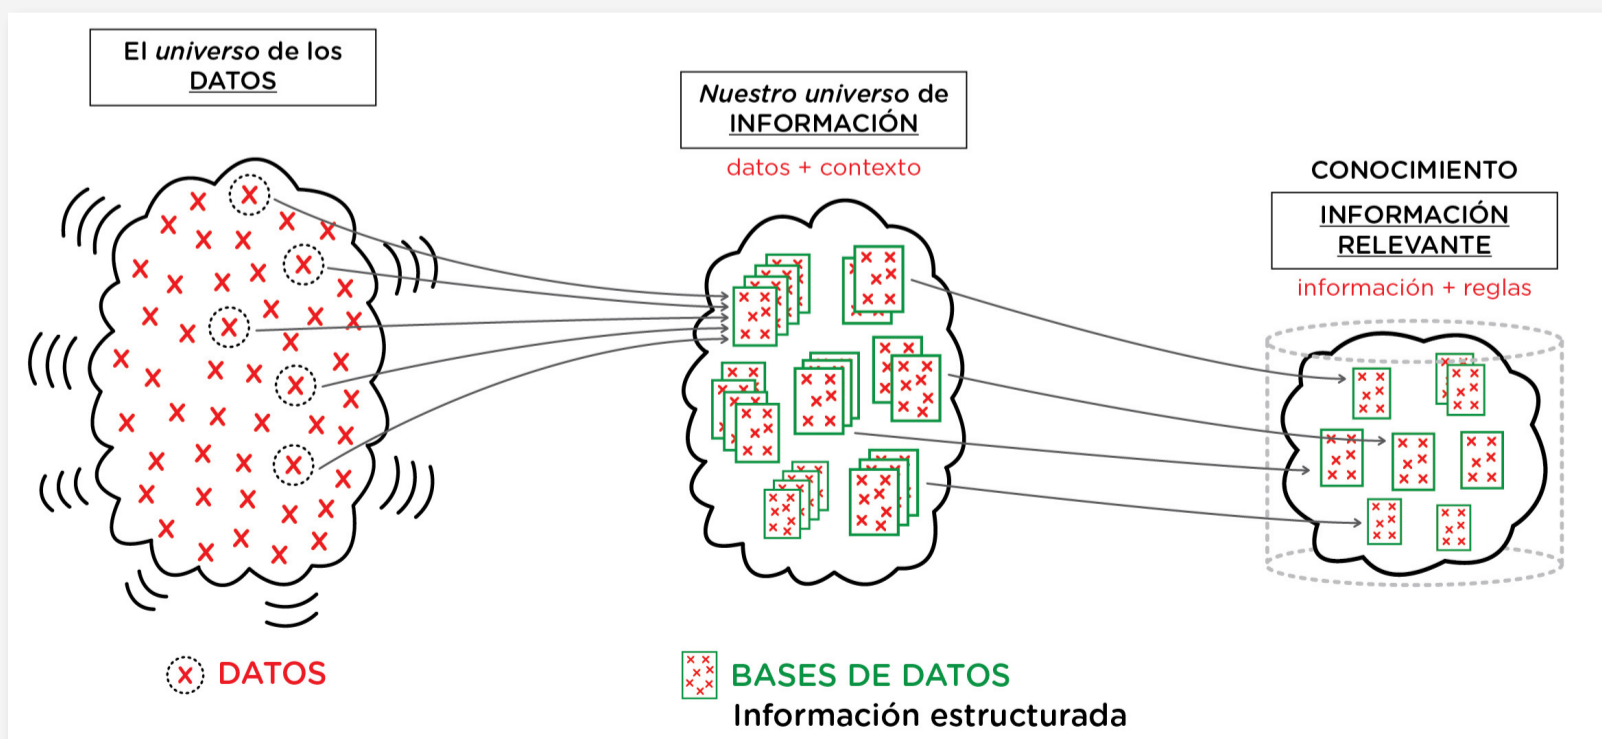 El universo de los
DATOS
Nuestro universo de
INFORMACIÓN
datos + contexto
CONOCIMIENTO
INFORMACIÓN
RELEVANTE
información + reglas
DATOS
BASES DE DATOS
Información estructurada